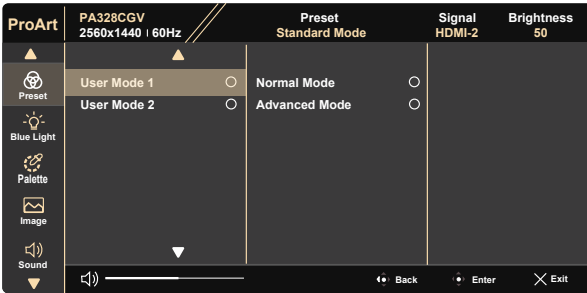 ProArt
PA328CGV
2560x1440 | 60Hz
Preset
Standard Mode
Signal
HDMI-2
Brightness
50
Preset
Blue Light
Palette
Image
Sound
User Mode 1
User Mode 2
Normal Mode
Advanced Mode
Back
Enter
Exit